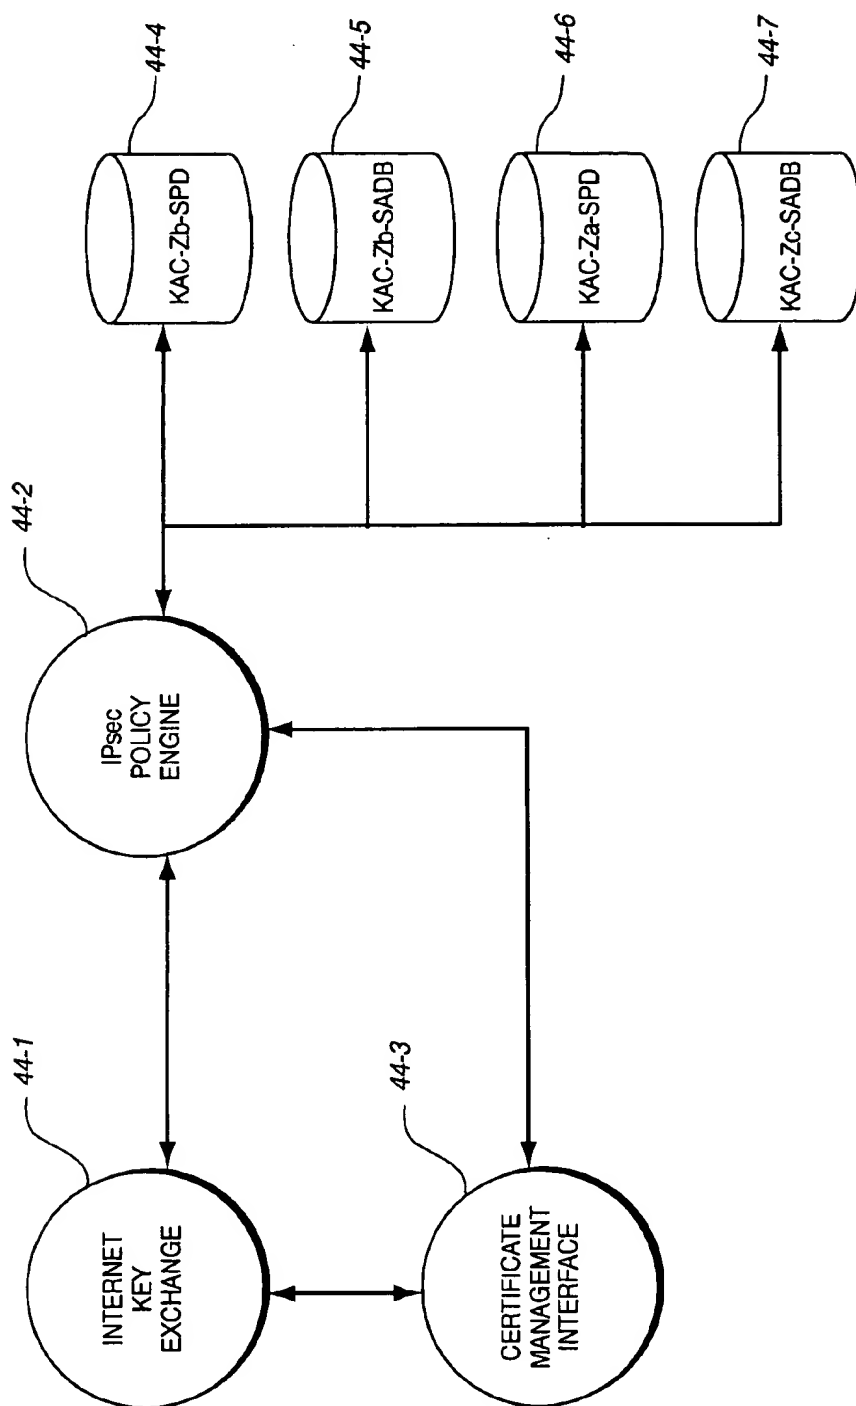 44-1
INTERNET
KEY
EXCHANGE
44-2
IPsec
POLICY
ENGINE
44-3
CERTIFICATE
MANAGEMENT
INTERFACE
44-4
KAC-Zb-SPD
44-5
KAC-Zb-SADB
44-6
KAC-Za-SPD
44-7
KAC-Zc-SADB